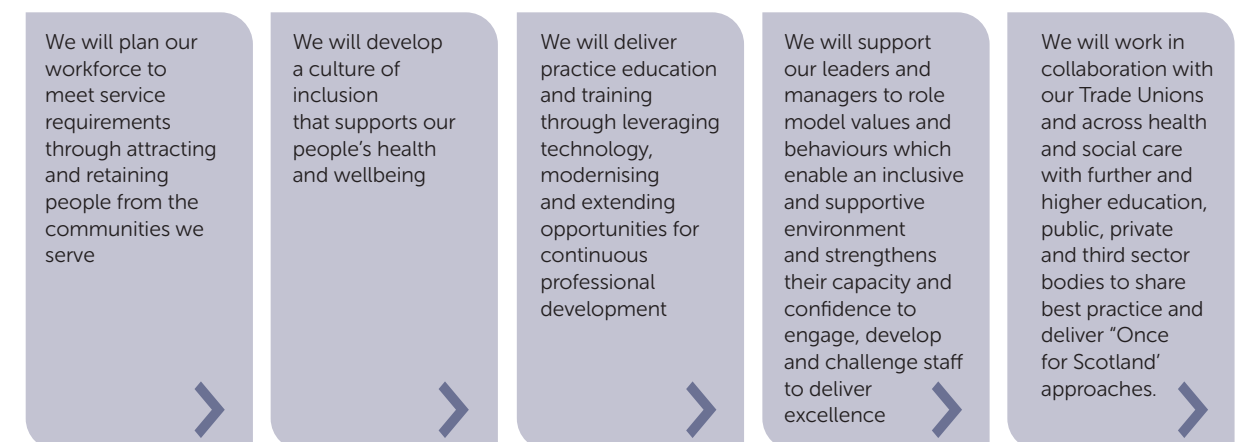 We will plan our
workforce to
meet service
requirements
through attracting
and retaining
people from the
communities we
serve
We will develop
a culture of
inclusion
that supports our
people's health
and wellbeing
We will deliver
practice education
and training
through leveraging
technology,
modernising
and extending
opportunities for
continuous
professional
development
We will support
our leaders and
managers to role
model values and
behaviours which
enable an inclusive
and supportive
environment
and strengthens
their capacity and
confidence to
engage, develop
and challenge staff
to deliver
excellence
We will work in
collaboration with
our Trade Unions
and across health
and social care
with further and
higher education,
public, private
and third sector
bodies to share
best practice and
deliver “Once
for Scotland’
approaches.